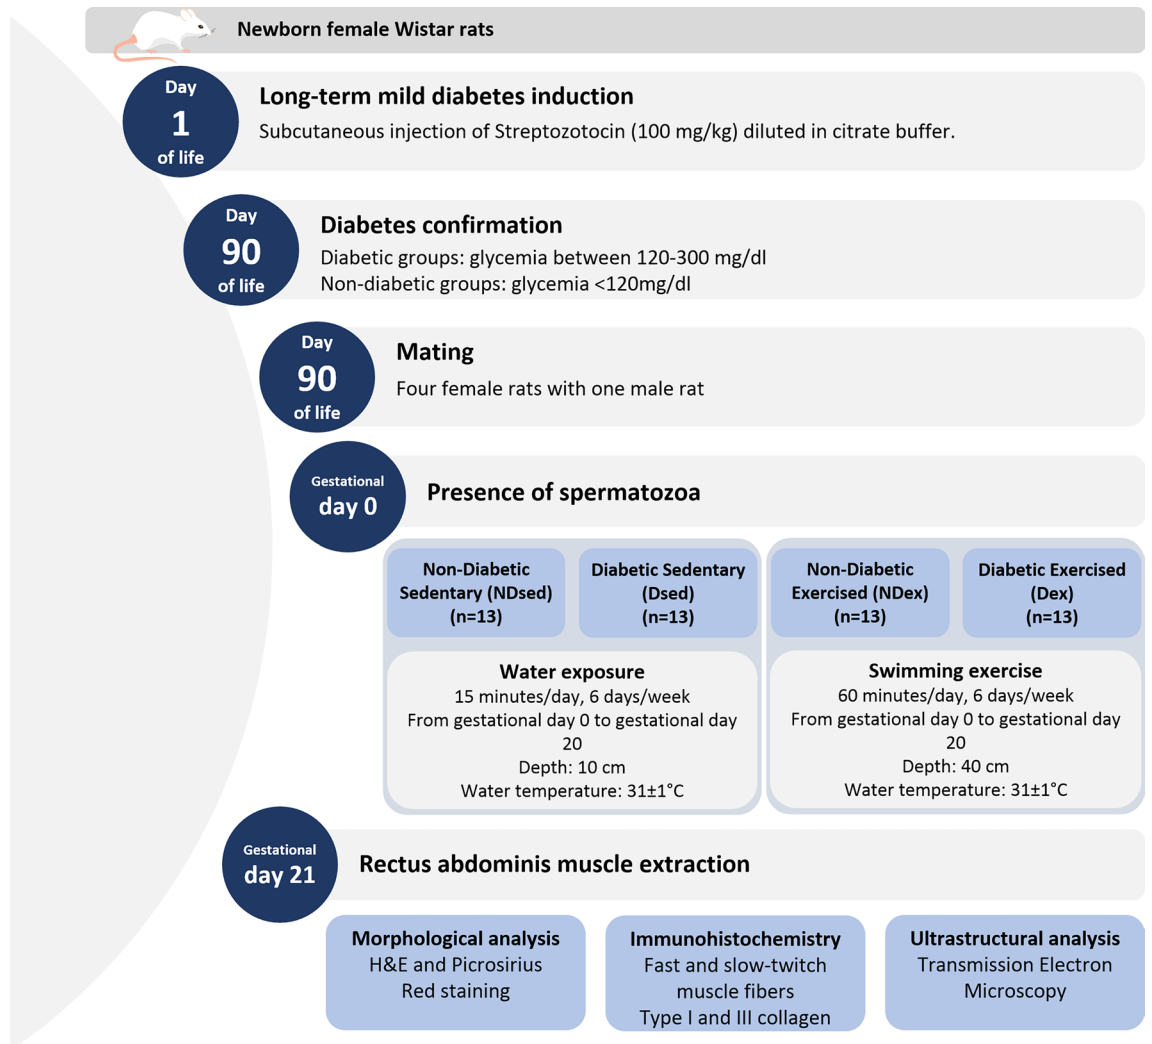 Newborn female Wistar rats
Day
1
of life
Long-term mild diabetes induction
Subcutaneous injection of Streptozotocin (100 mg/kg) diluted in citrate buffer.
Day
90
of life
Diabetes confirmation
Diabetic groups: glycemia between 120-300 mg/dl
Non-diabetic groups: glycemia <120mg/dl
Day
90
of life
Mating
Four female rats with one male rat
Gestational
day 0
Presence of spermatozoa
Non-Diabetic
Sedentary (NDsed)
(n=13)
Diabetic Sedentary
(Dsed)
(n=13)
Non-Diabetic
Exercised (NDex)
(n=13)
Diabetic Exercised
(Dex)
(n=13)
Water exposure
15 minutes/day, 6 days/week
From gestational day 0 to gestational day
20
Depth: 10 cm
Water temperature: 31±1°C
Swimming exercise
60 minutes/day, 6 days/week
From gestational day 0 to gestational day
20
Depth: 40 cm
Water temperature: 31±1°C
Gestational
day 21
Rectus abdominis muscle extraction
Morphological analysis
H&E and Picrosirius
Red staining
Immunohistochemistry
Fast and slow-twitch
muscle fibers
Type I and III collagen
Ultrastructural analysis
Transmission Electron
Microscopy